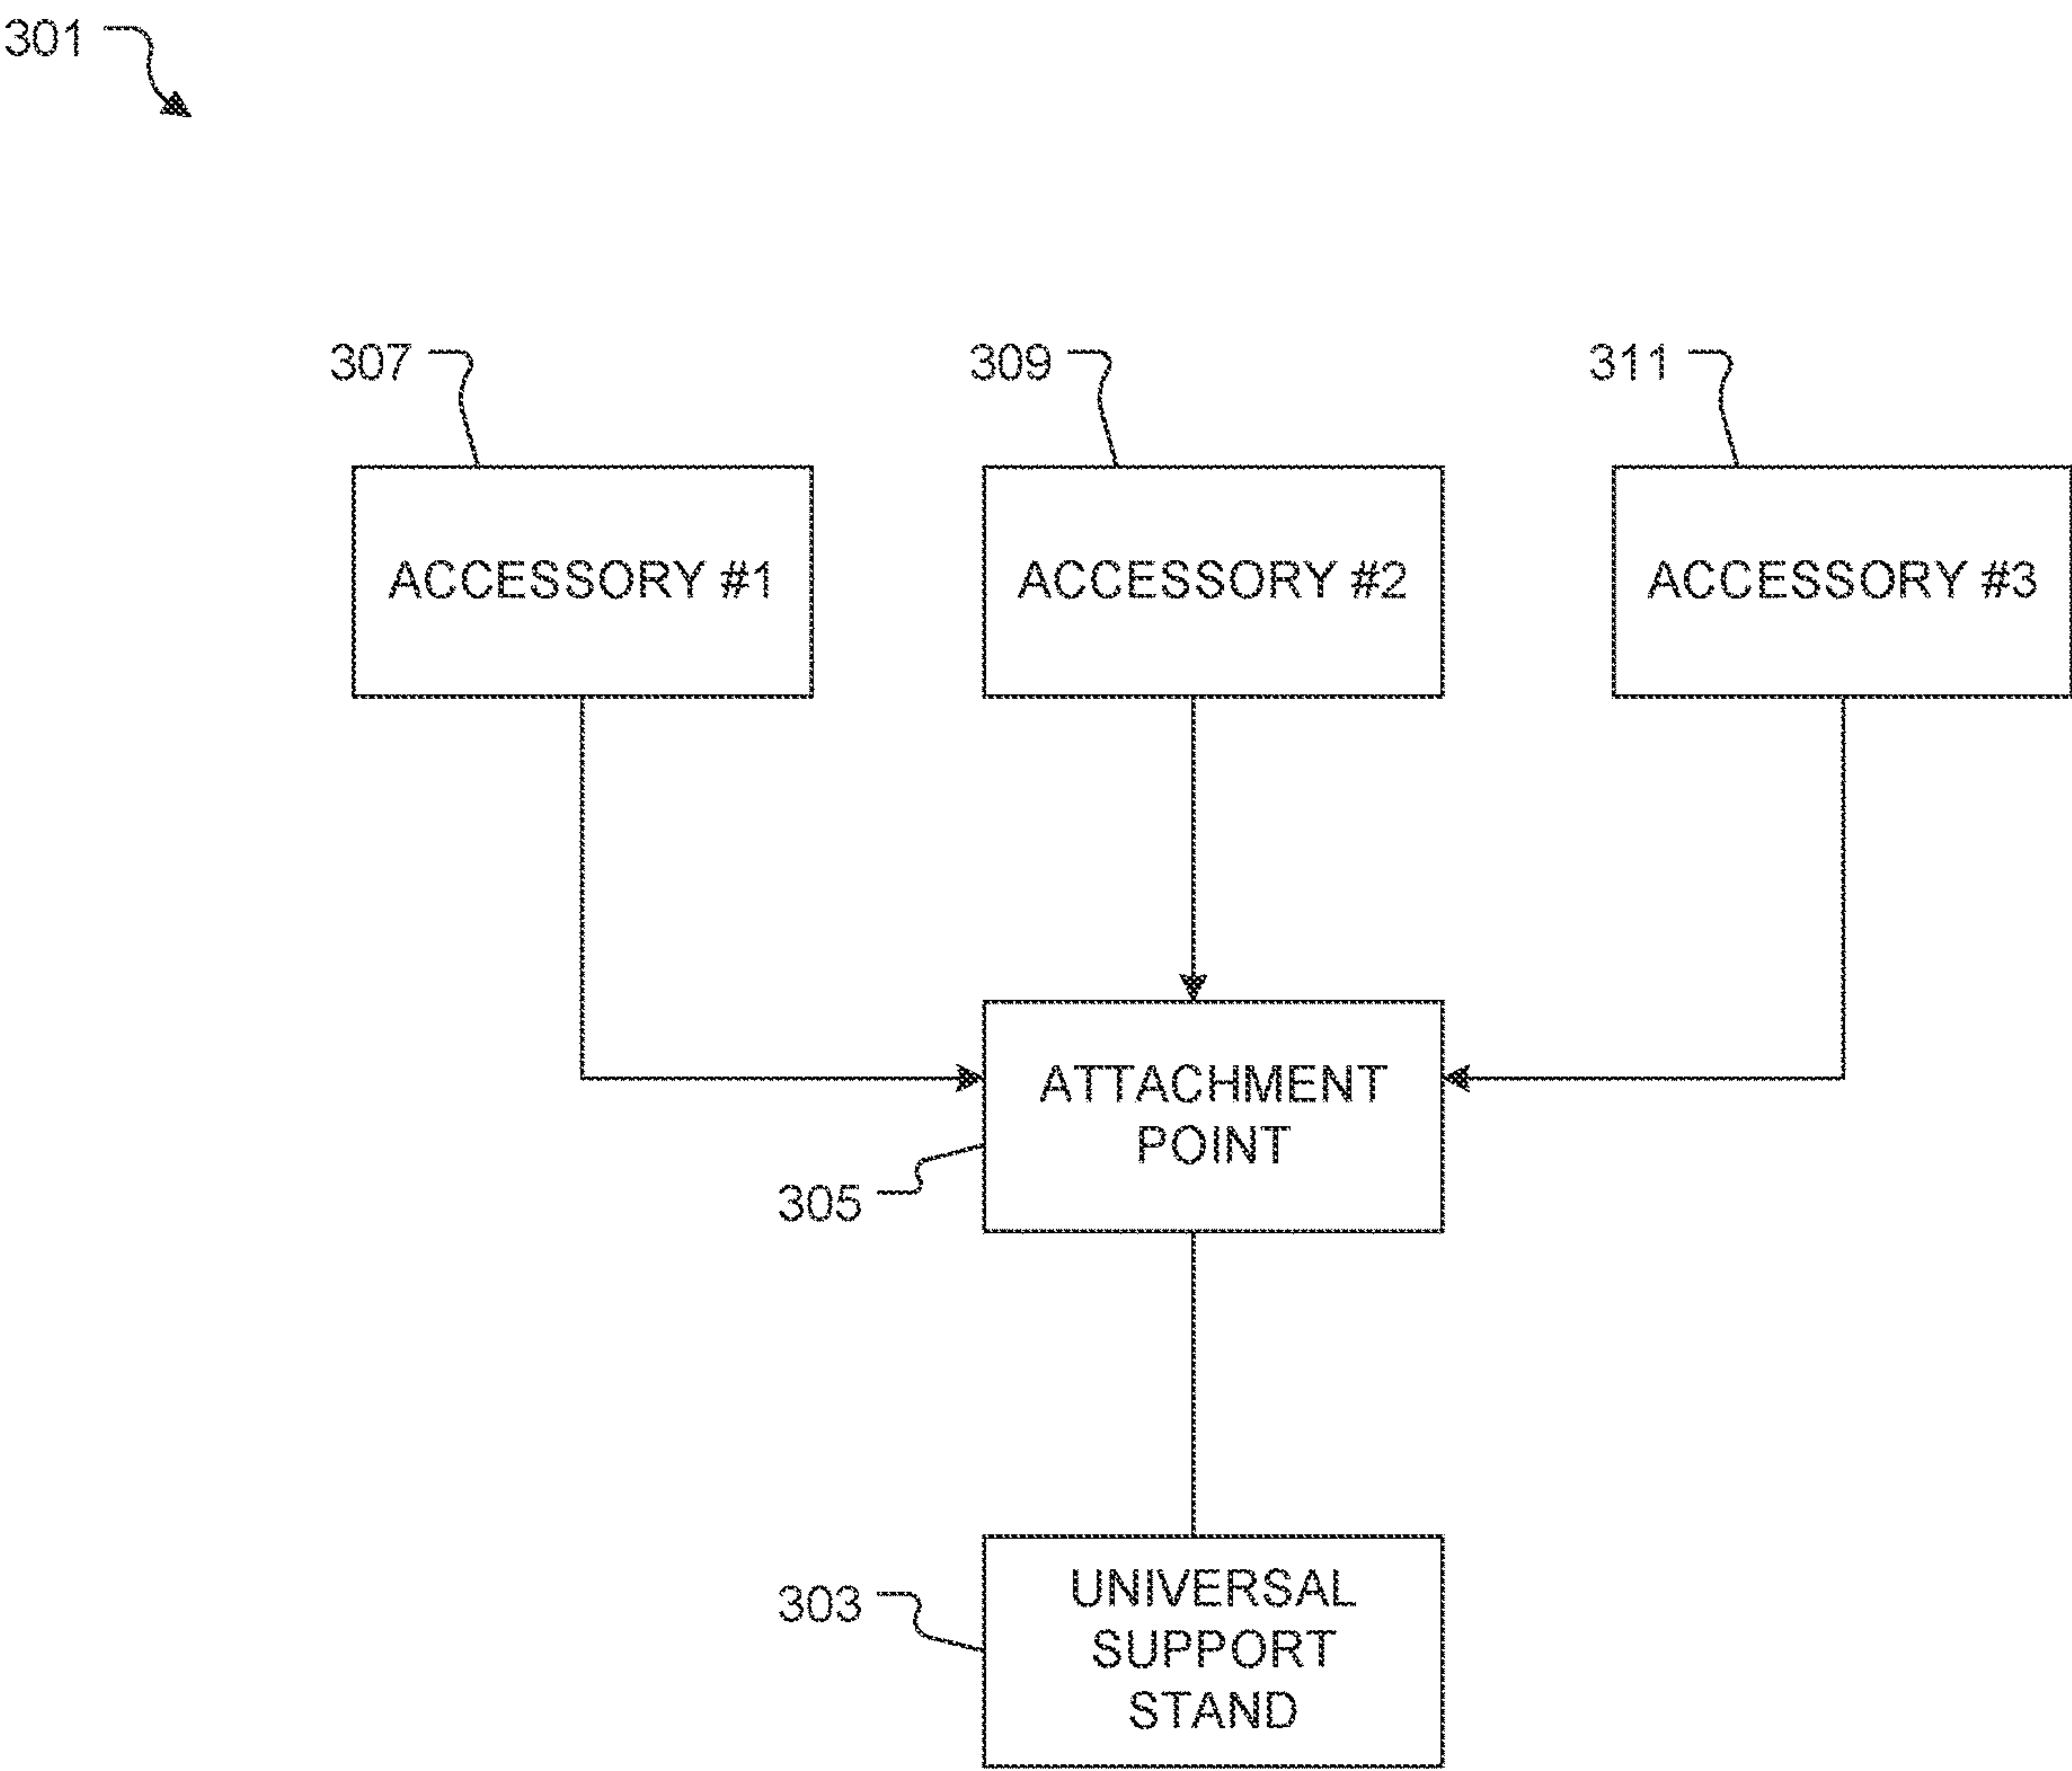 301
307
309
311
ACCESSORY #1
ACCESSORY #2
ACCESSORY #3
ATTACHMENT
POINT
305
303
UNIVERSAL
SUPPORT
STAND